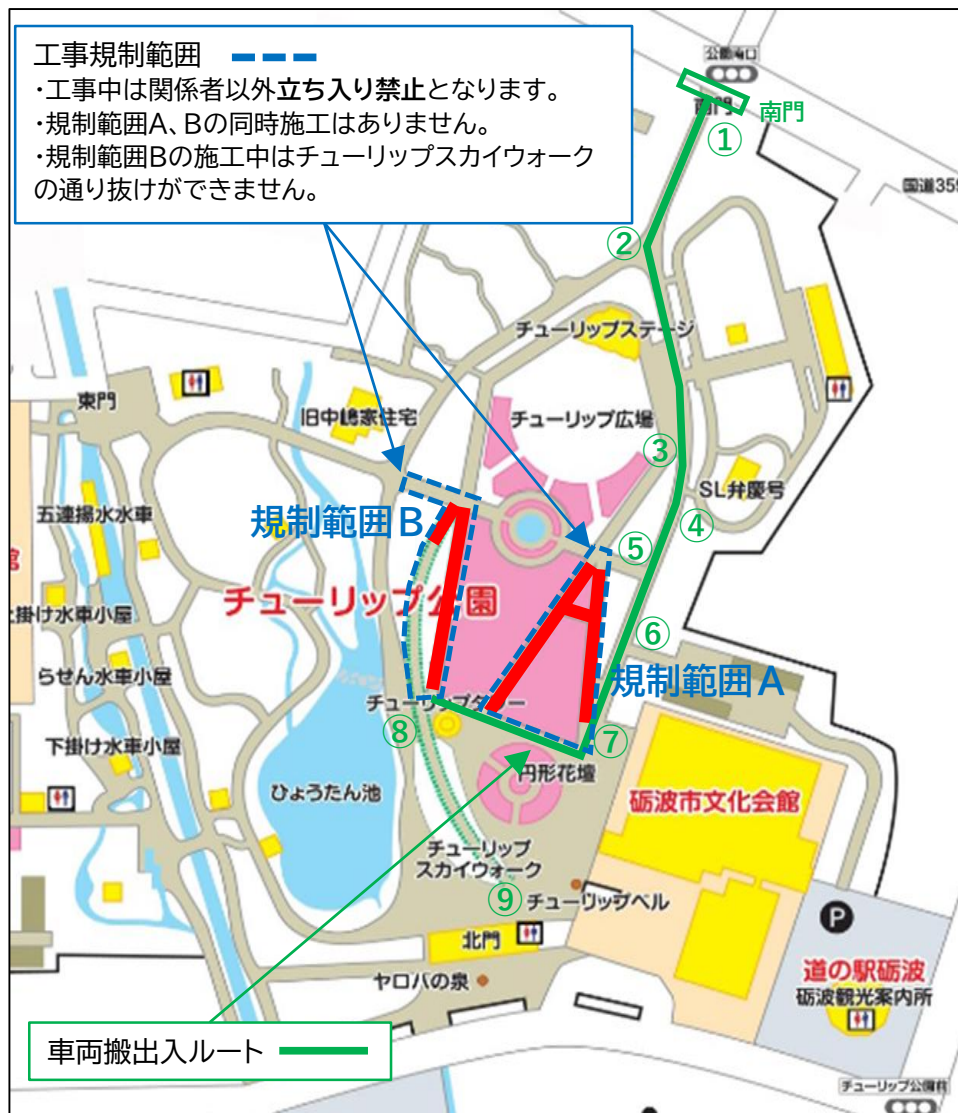 工事規制範囲
・工事中は関係者以外立ち入り禁止となります。
・規制範囲A、Bの同時施工はありません。
・規制範囲Bの施工中はチューリップスカイウォーク
の通り抜けができません。
公園南口
南門
南門
①
国道359
②
チューリップステージ
東門
旧中嶋家住宅
チューリップ広場
③
SL弁慶号
④
五連揚水水車
規制範囲B
⑤
館
チューリップ公園
上掛け水車小屋
⑥
らせん水車小屋
規制範囲A
チューリップタワー
⑧
⑦
下掛け水車小屋
円形花壇
ひょうたん池
砺波市文化会館
チューリップ
スカイウォーク
⑨
チューリップベル
P
北門
道の駅砺波
砺波観光案内所
ヤロバの泉
車両搬出入ルート
チューリップ公園前